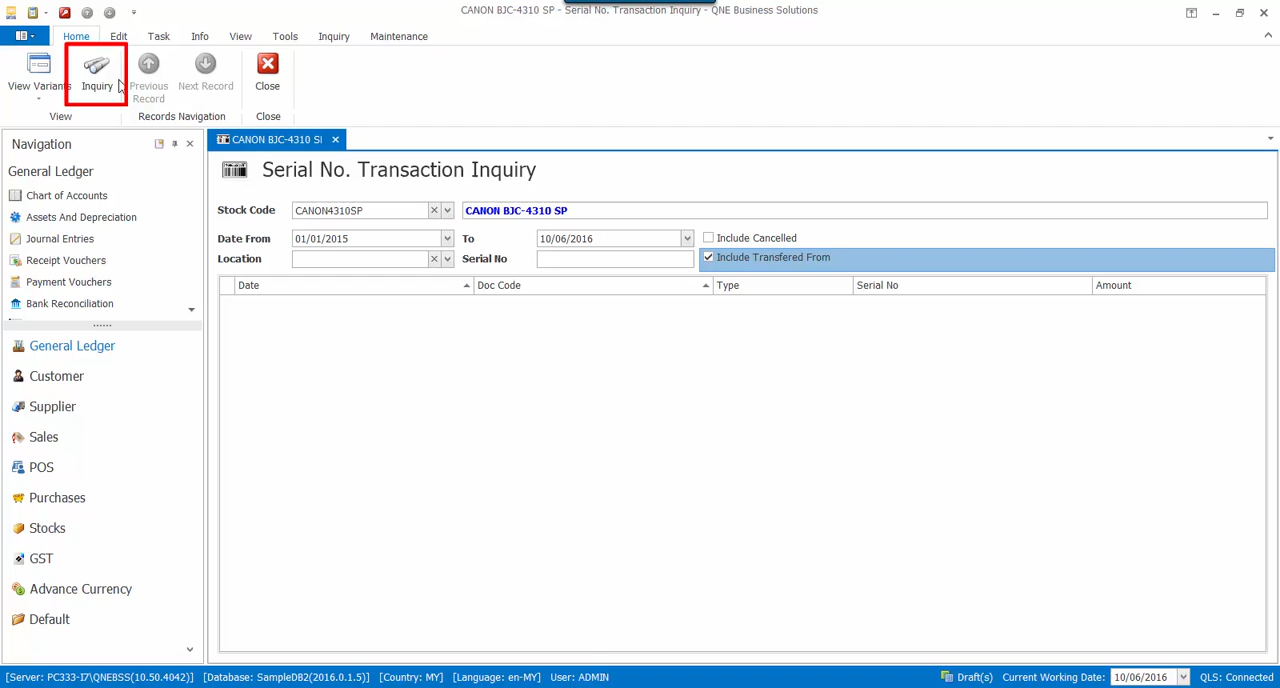 CANON BJC-4310 SP - Serial No. Transaction Inquiry - QNE Business Solutions
Home Edit Task Info View Tools Inquiry Maintenance
View Variants Inquiry Previous Record Next Record Close
View Records Navigation Close
Navigation
General Ledger
Chart of Accounts
Assets And Depreciation
Journal Entries
Receipt Vouchers
Payment Vouchers
Bank Reconciliation
General Ledger
Customer
Supplier
Sales
POS
Purchases
Stocks
GST
Advance Currency
Default
CANON BJC-4310 SP
Serial No. Transaction Inquiry
Stock Code CANON4310SP CANON BJC-4310 SP
Date From 01/01/2015 To 10/06/2016 Include Cancelled
Location Serial No Include Transfered From
Date Doc Code Type Serial No Amount
[Server: PC333-I7\QNEBSS(10.50.4042)] [Database: SampleDB2(2016.0.1.5)] [Country: MY] [Language: en-MY] User: ADMIN Draft(s) Current Working Date: 10/06/2016 QLS: Connected